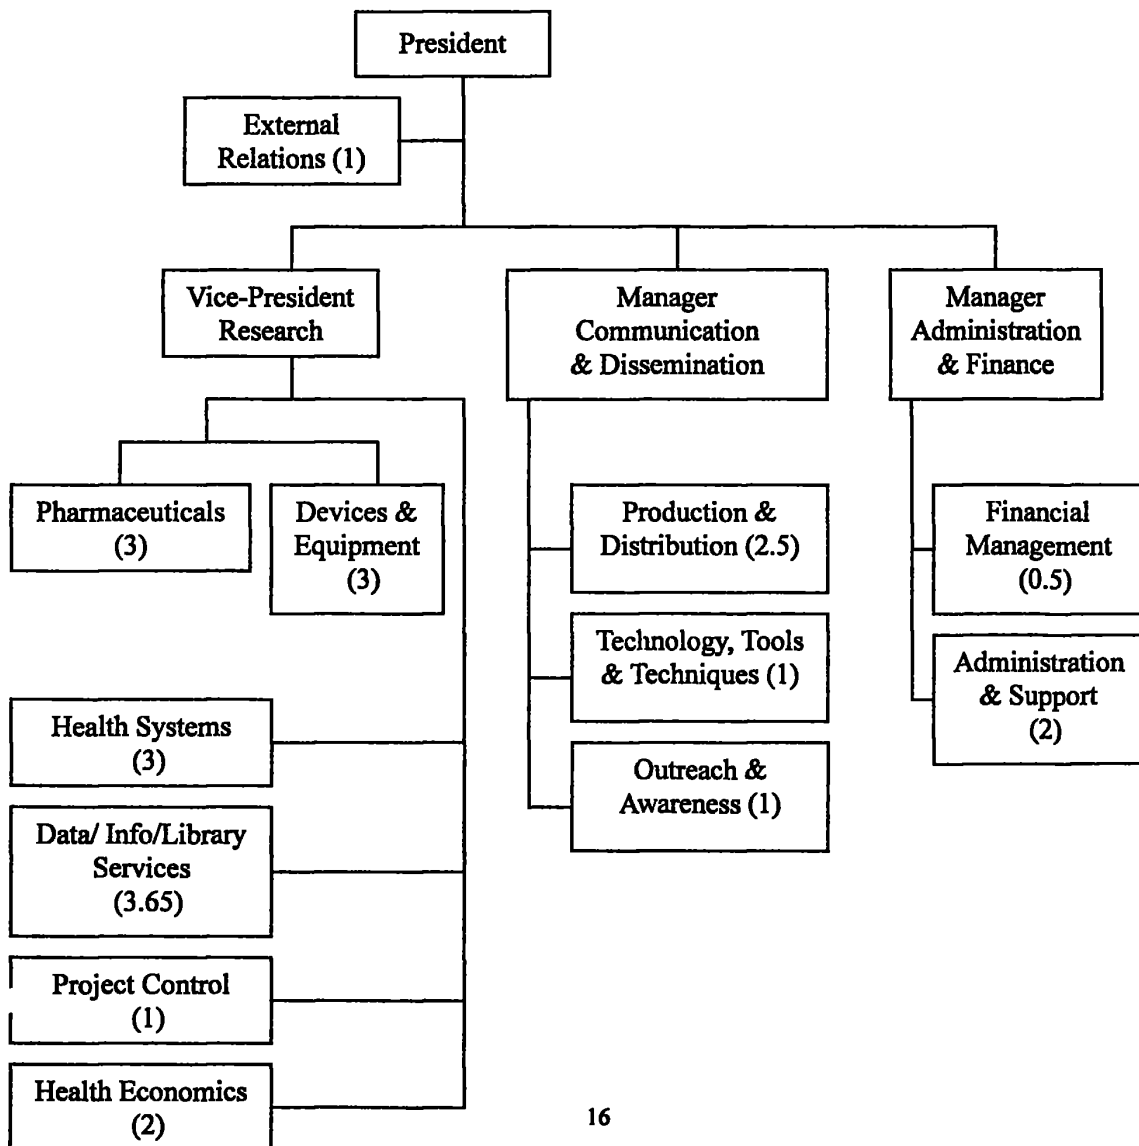 President
External
Relations (1)
Vice-President
Research
Manager
Communication
& Dissemination
Manager
Administration
& Finance
Pharmaceuticals
(3)
Devices &
Equipment
(3)
Production &
Distribution (2.5)
Financial
Management
(0.5)
Technology, Tools
& Techniques (1)
Administration
& Support
(2)
Health Systems
(3)
Outreach &
Awareness (1)
Data/ Info/Library
Services
(3.65)
Project Control
(1)
Health Economics
(2)
16